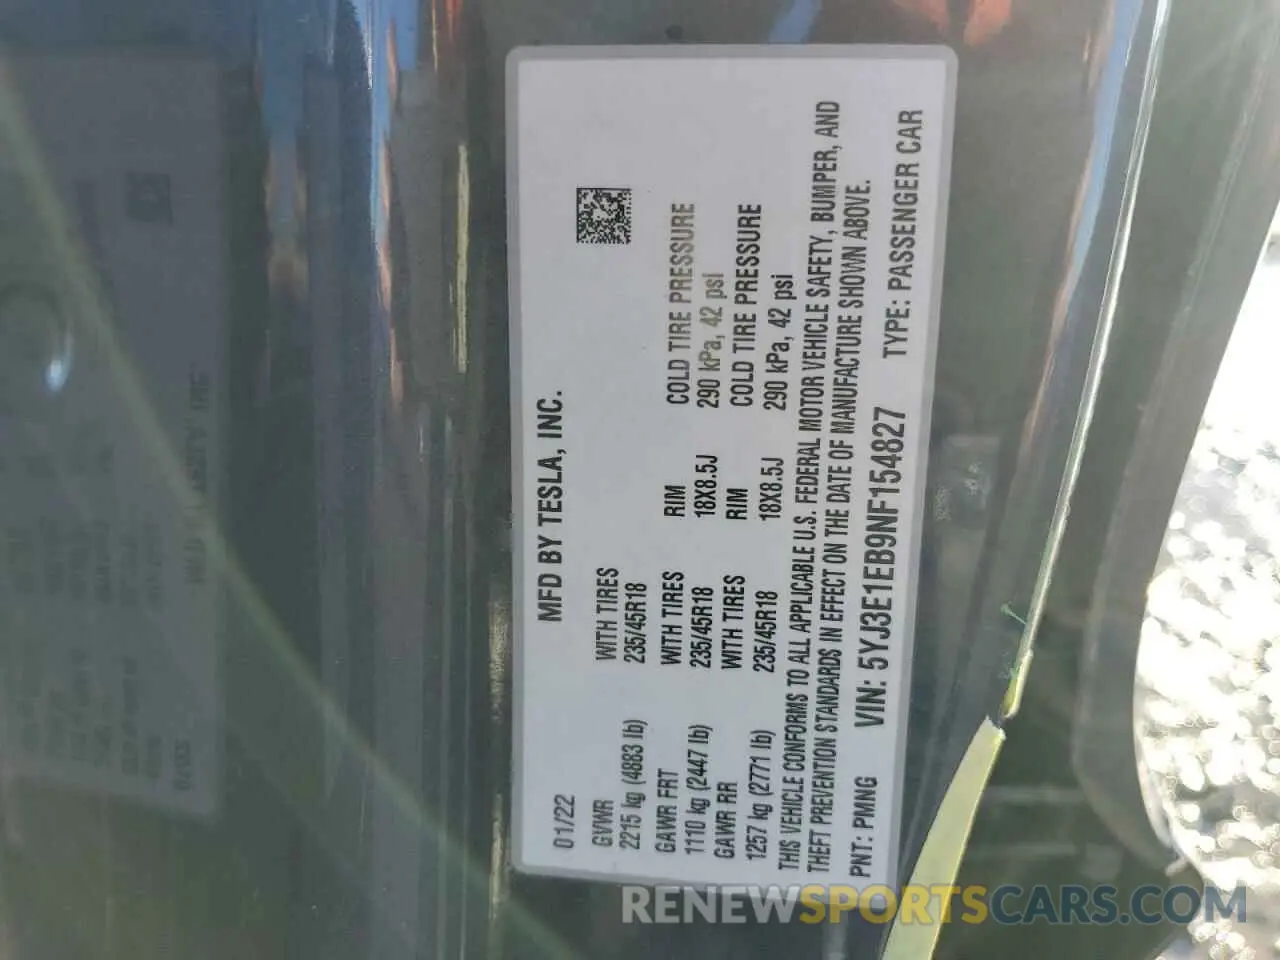 MFD BY TESLA, INC.
01/22
GVWR WITH TIRES
2215 kg (4883 lb) 235/45R18
GAWR FRT WITH TIRES RIM COLD TIRE PRESSURE
1110 kg (2447 lb) 235/45R18 18X8.5J 290 kPa, 42 psi
GAWR RR WITH TIRES RIM COLD TIRE PRESSURE
1257 kg (2771 lb) 235/45R18 18X8.5J 290 kPa, 42 psi
THIS VEHICLE CONFORMS TO ALL APPLICABLE U.S. FEDERAL MOTOR VEHICLE SAFETY, BUMPER, AND
THEFT PREVENTION STANDARDS IN EFFECT ON THE DATE OF MANUFACTURE SHOWN ABOVE.
PNT: PMNG VIN: 5YJ3E1EB9NF154827 TYPE: PASSENGER CAR
RENEWSPORTSCARS.COM